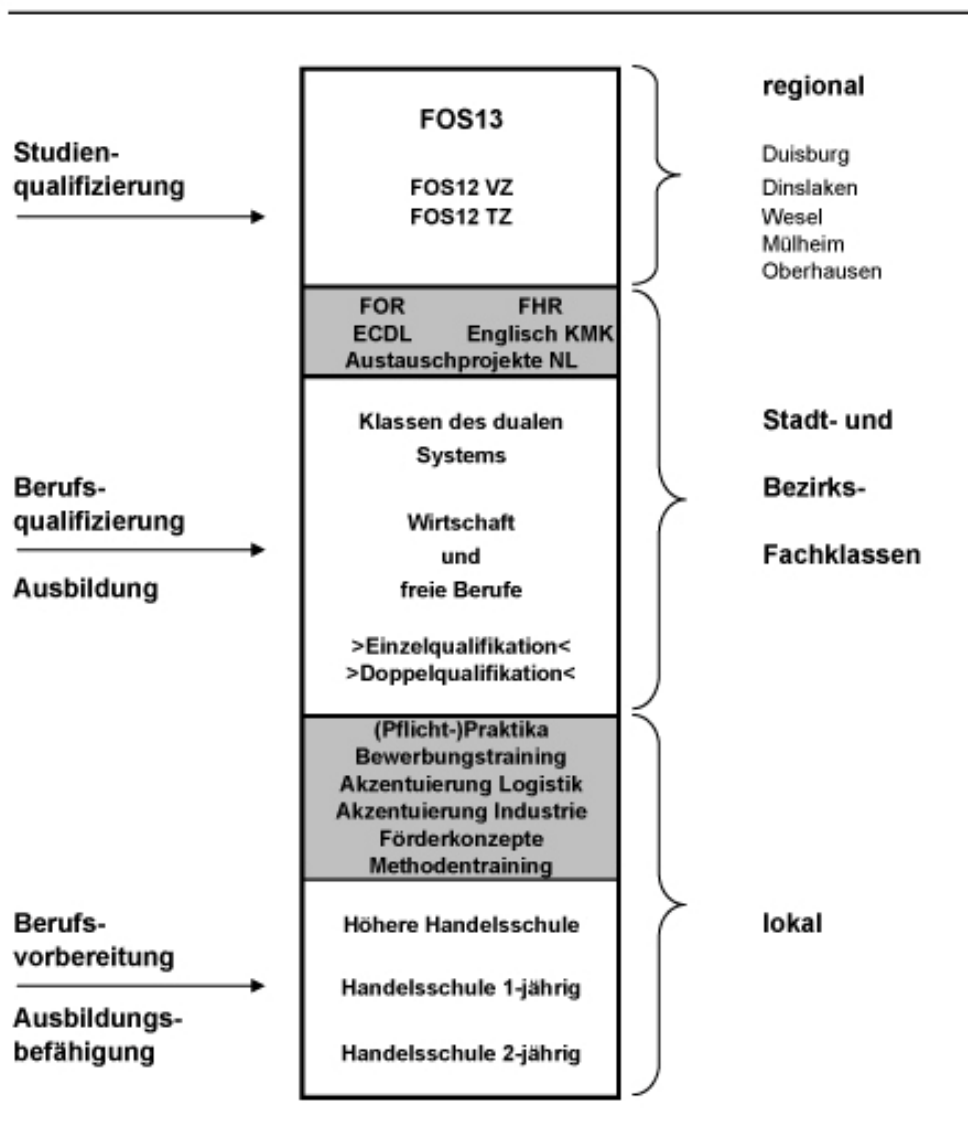 Studien-
qualifizierung
FOS13
FOS12 VZ
FOS12 TZ
regional
Duisburg
Dinslaken
Wesel
Mülheim
Oberhausen
FOR FHR
ECDL Englisch KMK
Austauschprojekte NL
Berufs-
qualifizierung
Ausbildung
Klassen des dualen
Systems
Wirtschaft
und
freie Berufe
>Einzelqualifikation<
>Doppelqualifikation<
Stadt- und
Bezirks-
Fachklassen
(Pflicht-)Praktika
Bewerbungstraining
Akzentuierung Logistik
Akzentuierung Industrie
Förderkonzepte
Methodentraining
Berufs-
vorbereitung
Ausbildungs-
befähigung
Höhere Handelsschule
Handelsschule 1-jährig
Handelsschule 2-jährig
lokal